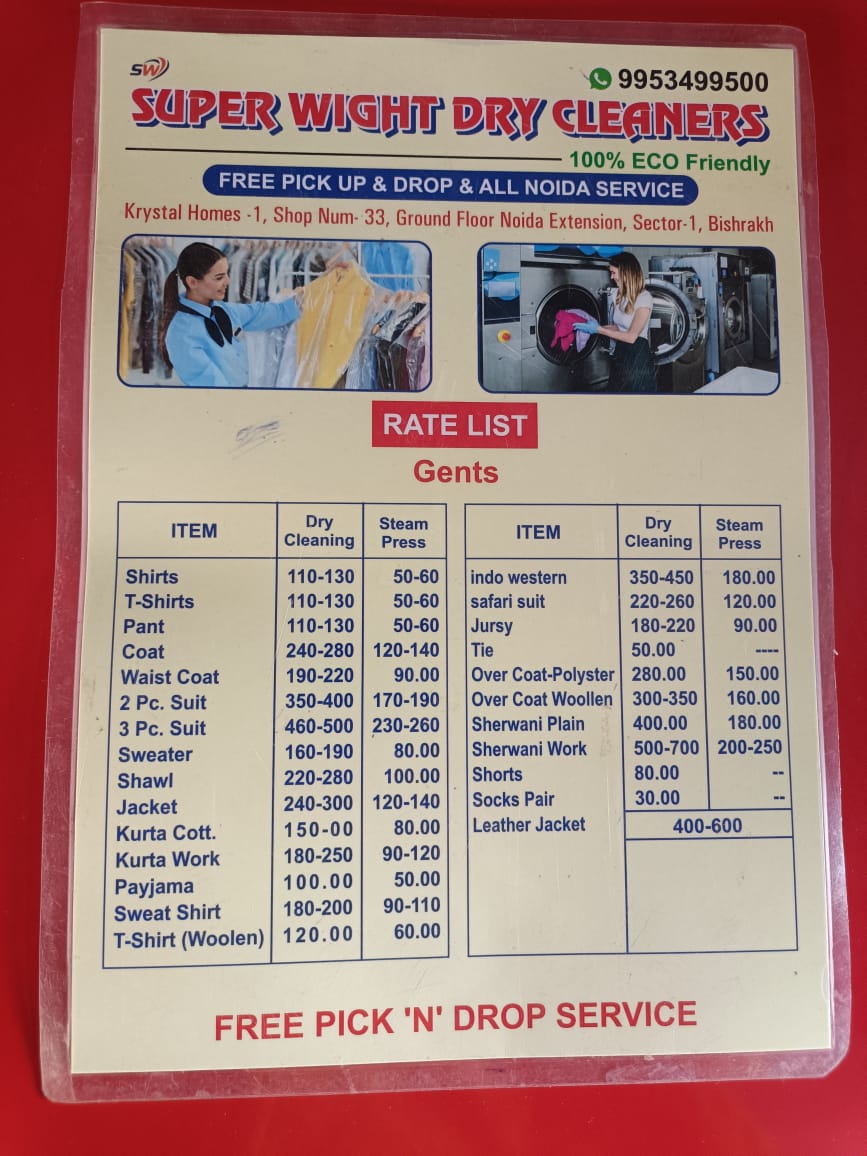 SW
9953499500
SUPER WIGHT DRY CLEANERS
100% ECO Friendly
FREE PICK UP & DROP & ALL NOIDA SERVICE
Krystal Homes -1, Shop Num- 33, Ground Floor Noida Extension, Sector-1, Bishrakh
RATE LIST
Gents
ITEM Dry Cleaning Steam Press
Shirts 110-130 50-60
T-Shirts 110-130 50-60
Pant 110-130 50-60
Coat 240-280 120-140
Waist Coat 190-220 90.00
2 Pc. Suit 350-400 170-190
3 Pc. Suit 460-500 230-260
Sweater 160-190 80.00
Shawl 220-280 100.00
Jacket 240-300 120-140
Kurta Cott. 150-00 80.00
Kurta Work 180-250 90-120
Payjama 100.00 50.00
Sweat Shirt 180-200 90-110
T-Shirt (Woolen) 120.00 60.00
ITEM Dry Cleaning Steam Press
indo western 350-450 180.00
safari suit 220-260 120.00
Jursy 180-220 90.00
Tie 50.00 ----
Over Coat-Polyster 280.00 150.00
Over Coat Woollen 300-350 160.00
Sherwani Plain 400.00 180.00
Sherwani Work 500-700 200-250
Shorts 80.00 --
Socks Pair 30.00 --
Leather Jacket 400-600
FREE PICK 'N' DROP SERVICE